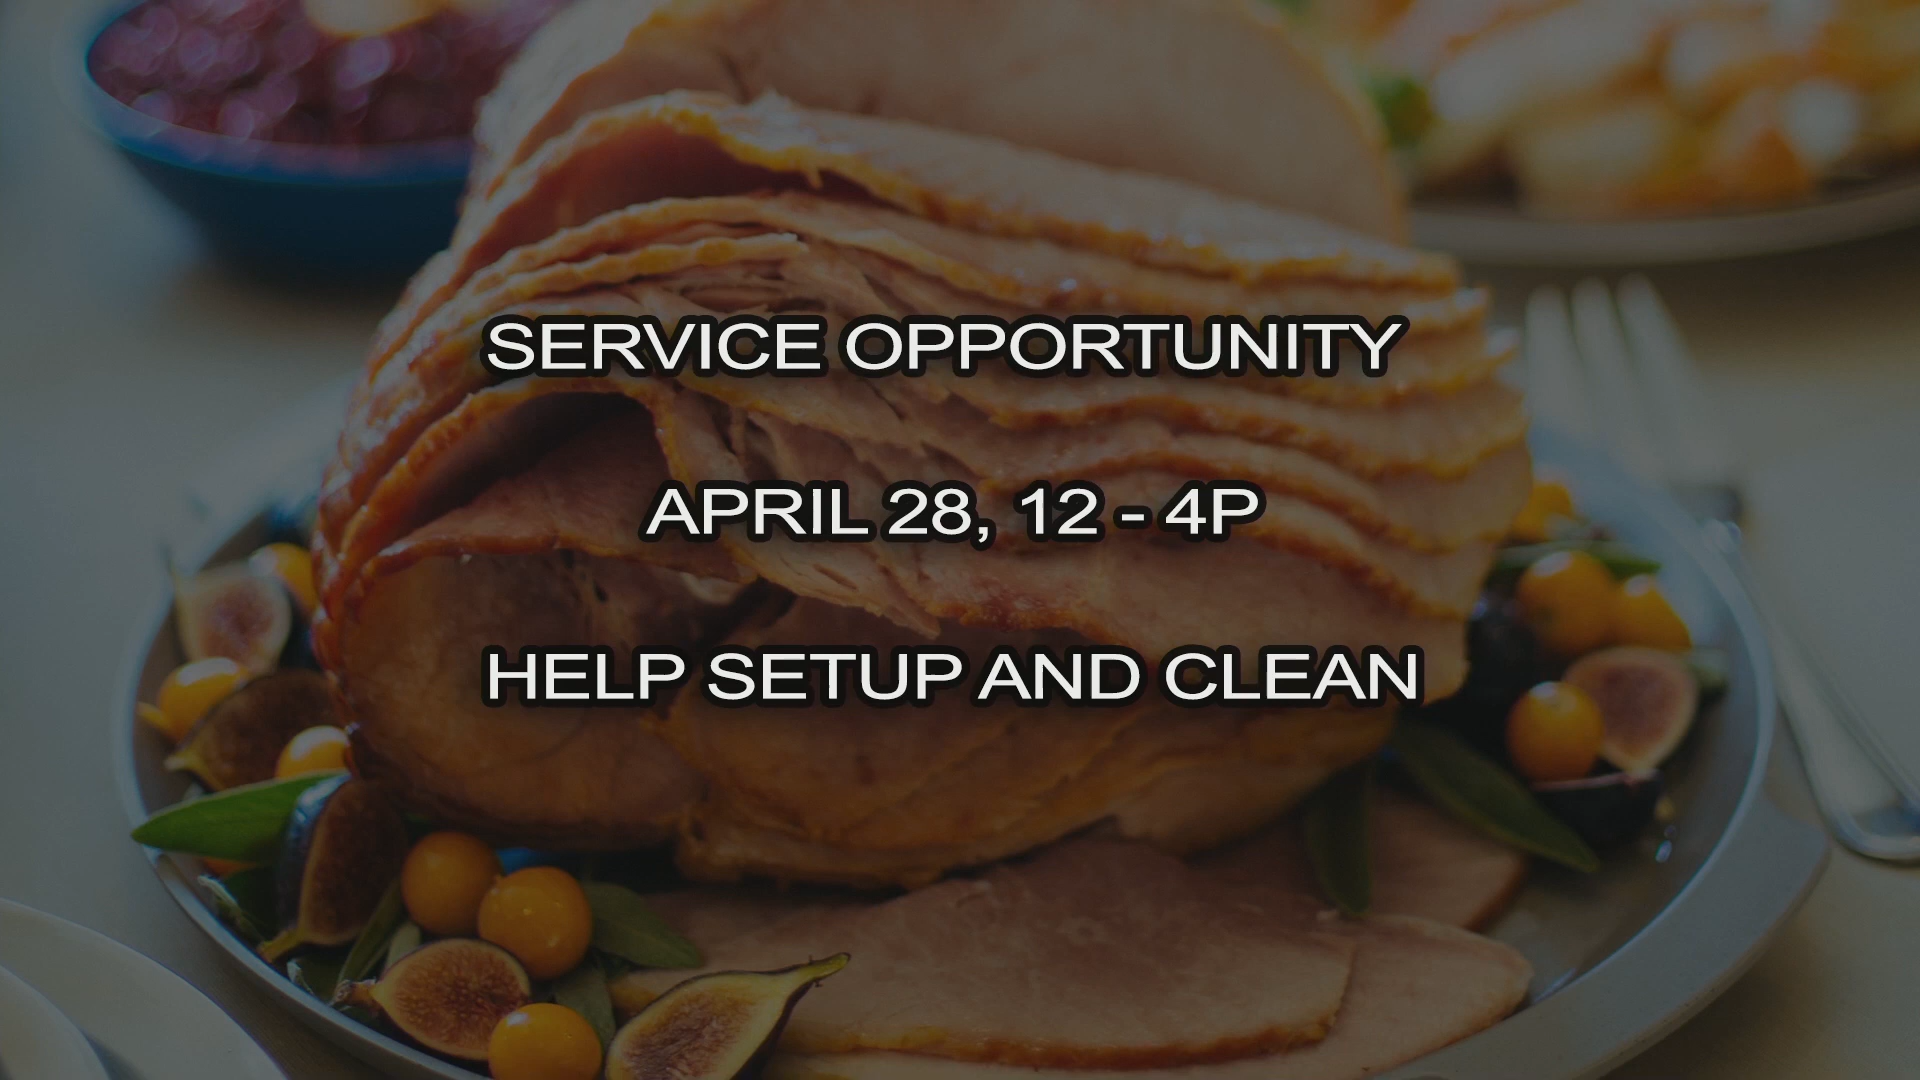 SERVICE OPPORTUNITY
APRIL 28, 12 - 4P
HELP SETUP AND CLEAN